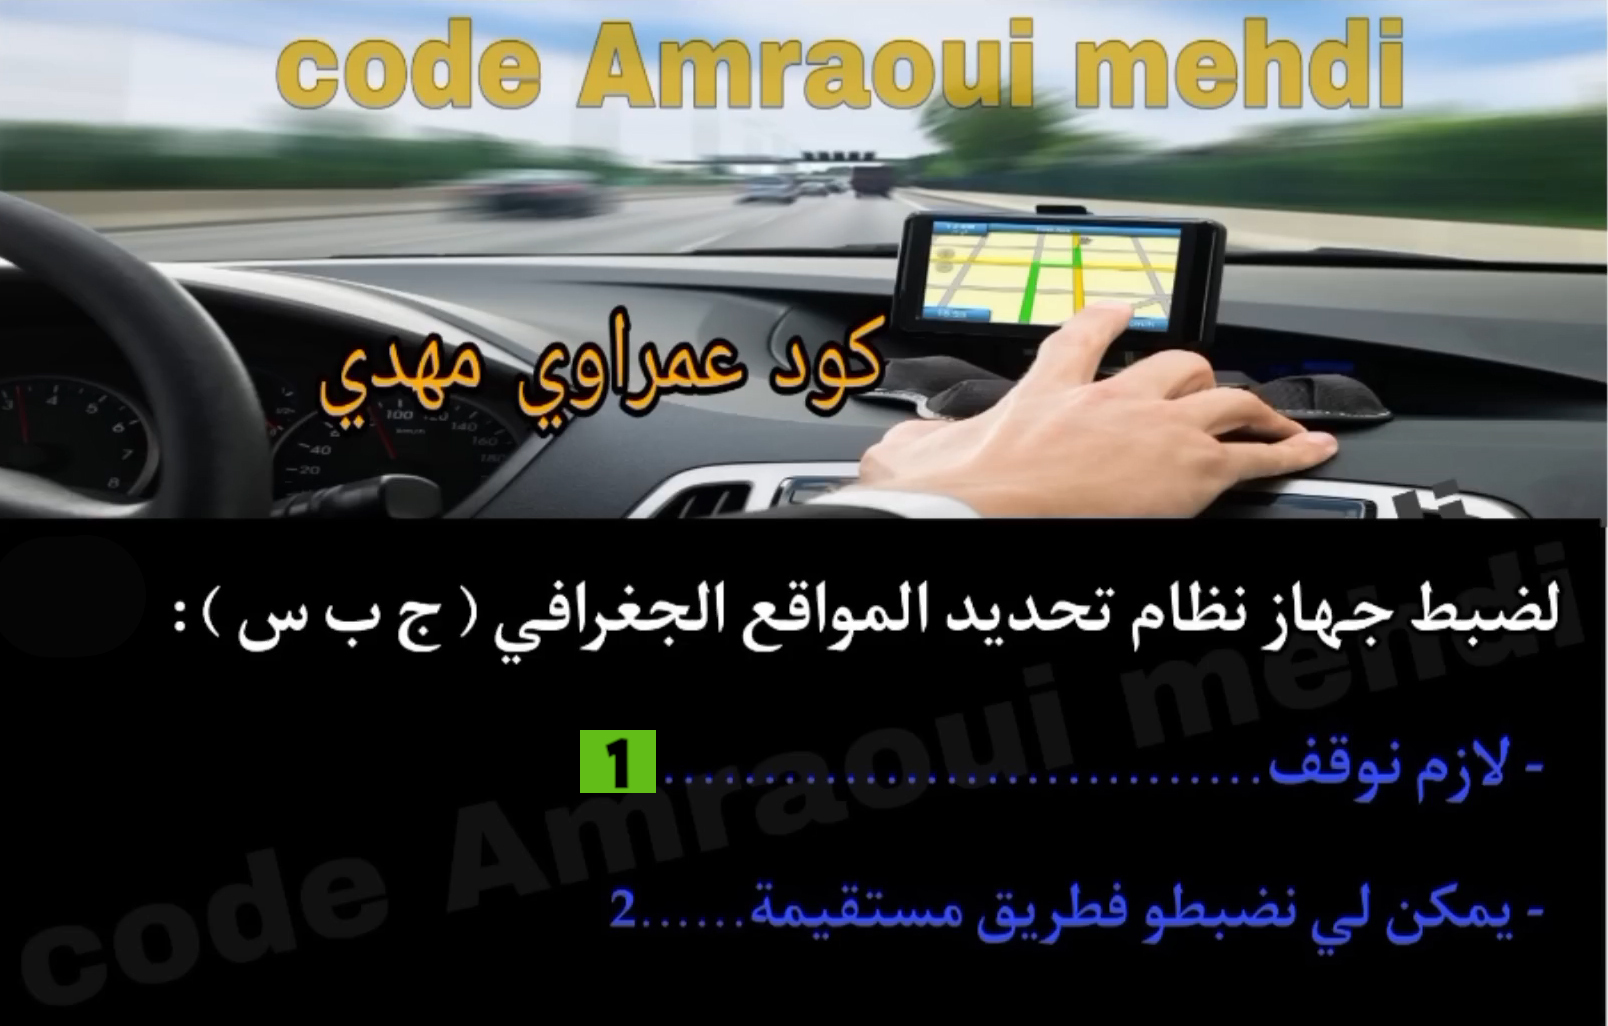 code Amraoui mehdi
كود عمراوي مهدي
لضبط جهاز نظام تحديد المواقع الجغرافي ( ج ب س ) :
- لازم نوقف..............................1
- يمكن لي نضبطو فطريق مستقيمة......2
code Amraoui mehdi